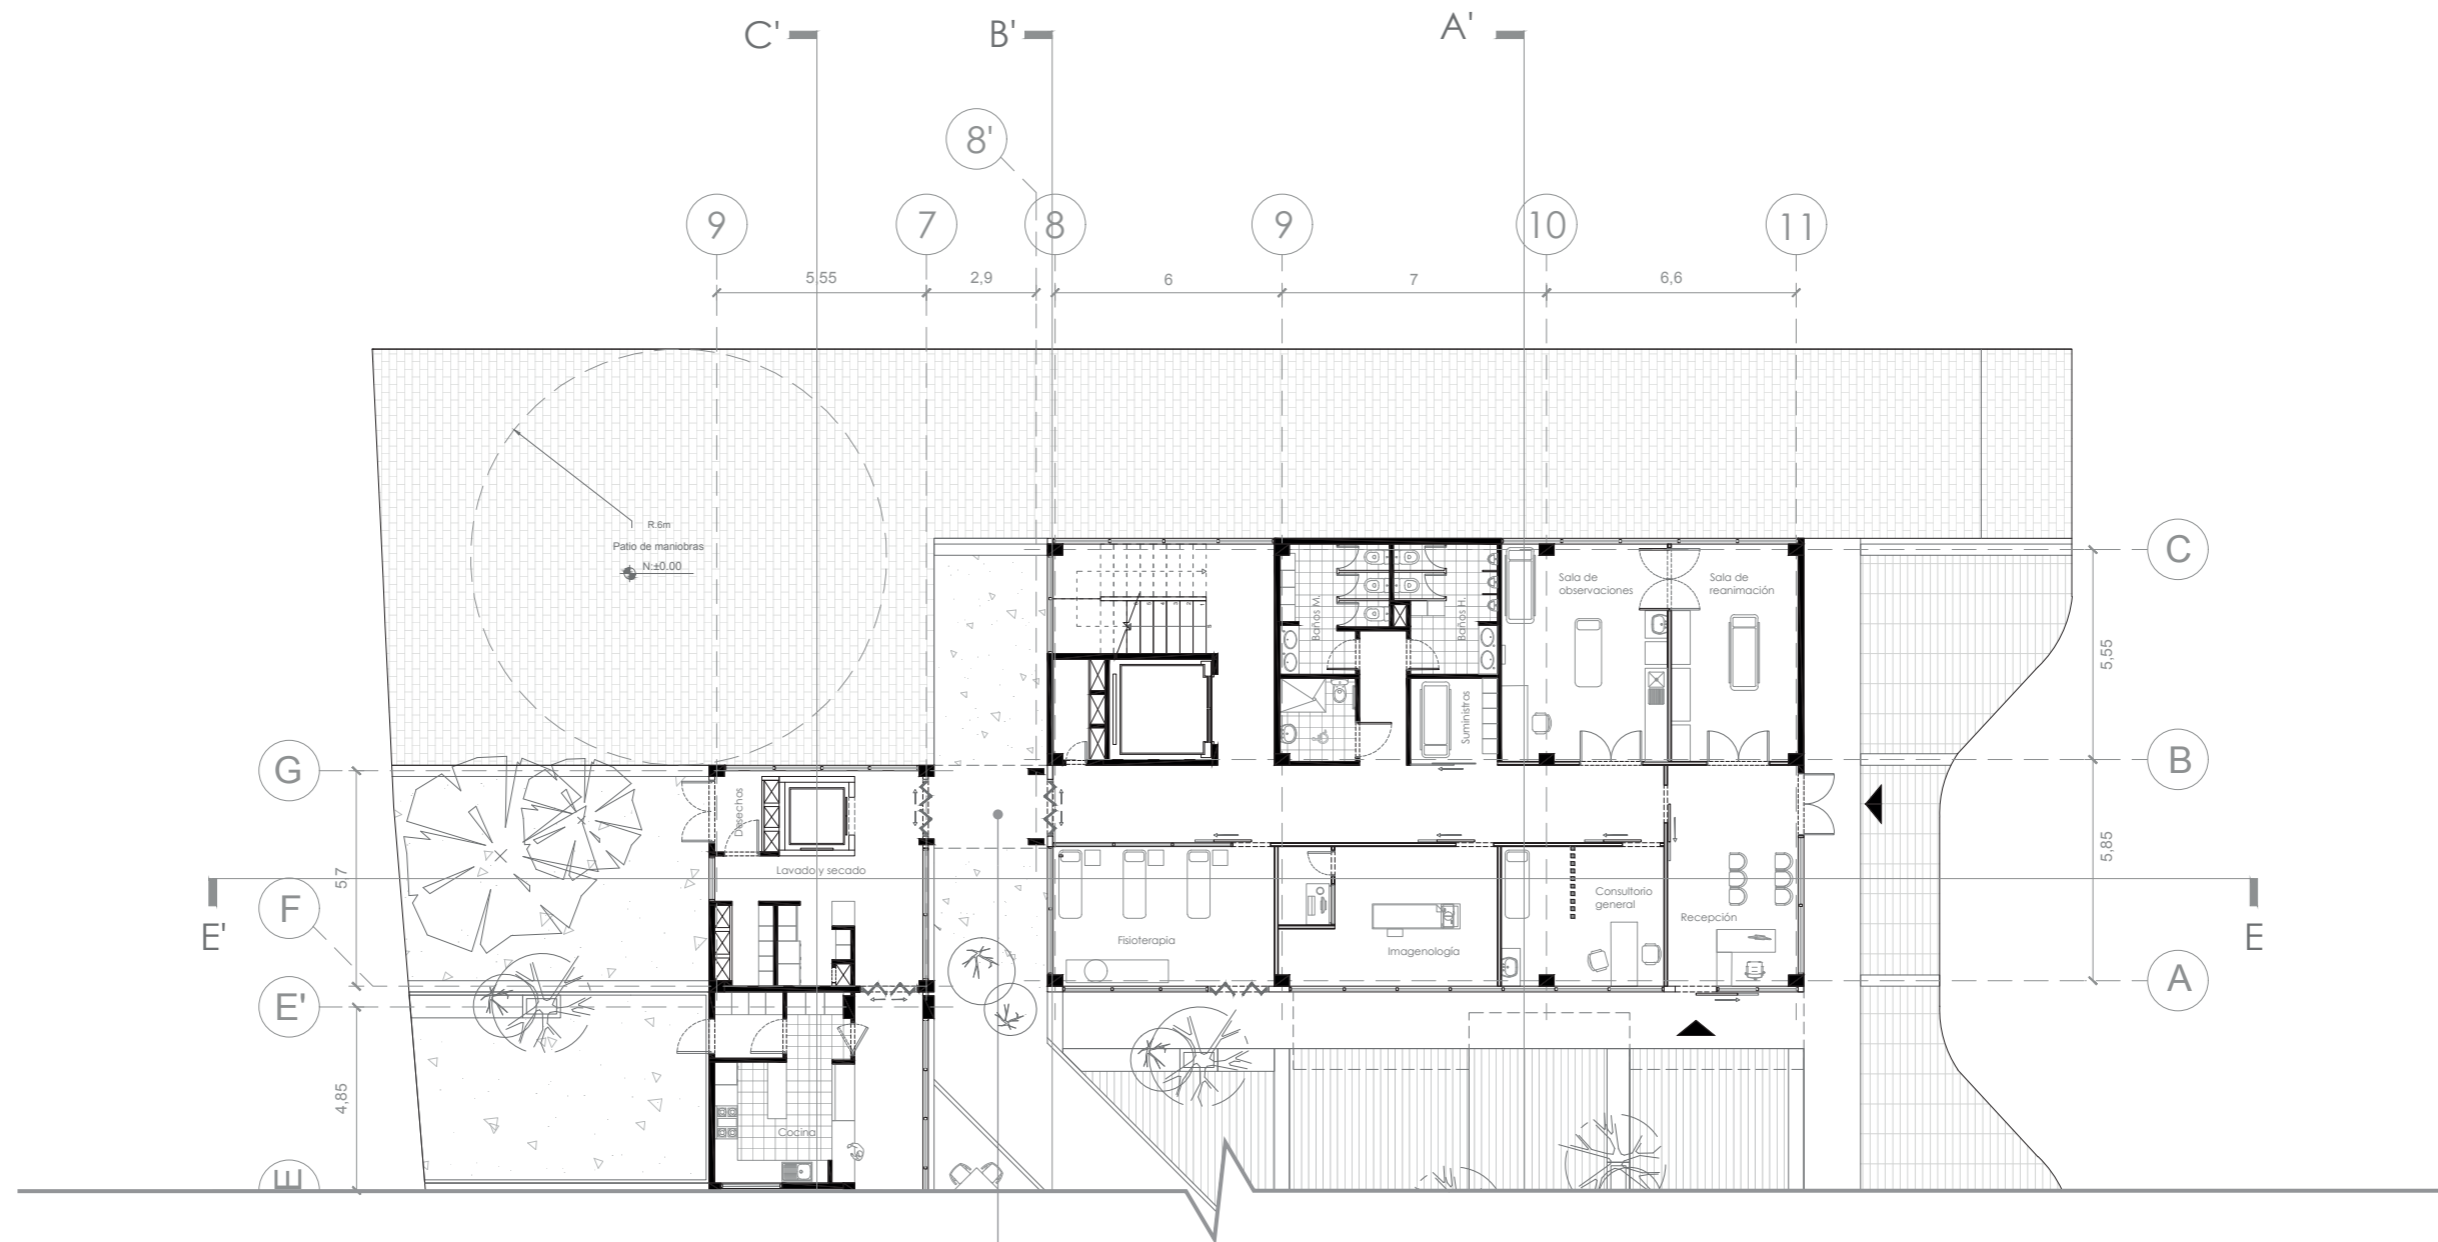 C'
B'
A'
8'
9
7
8
9
10
11
5,55
2,9
6
7
6,6
R:6m
Patio de maniobras
N:±0.00
C
Sala de
observaciones
Sala de
reanimación
Baños M.
Baños H.
5,55
Suministros
G
B
Desechos
5,85
5,7
Lavado y secado
F
E'
Consultorio
general
Recepción
E
Fisioterapia
Imagenología
A
E'
4,85
Cocina
E